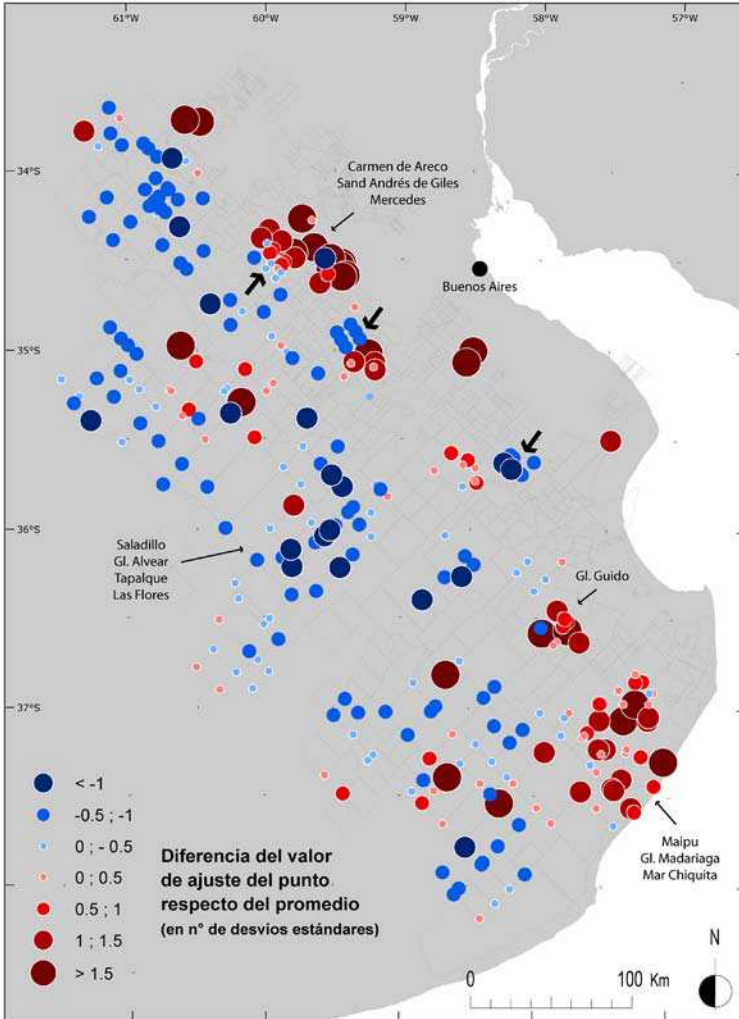 61°W
60°W
59°W
58°W
57°W
34°S
Carmen de Areco
Sand Andrés de Giles
Mercedes
Buenos Aires
35°S
36°S
Saladillo
Gl. Alvear
Tapalque
Las Flores
Gl. Guido
37°S
< -1
-0.5 ; -1
0 ; - 0.5
0 ; 0.5
0.5 ; 1
1 ; 1.5
> 1.5
Diferencia del valor
de ajuste del punto
respecto del promedio
(en n° de desvios estándares)
Maipu
Gl. Madariaga
Mar Chiquita
N
0 100 Km